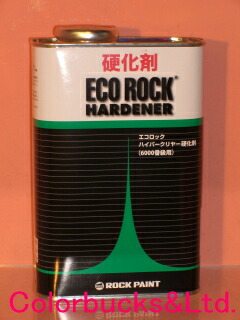 硬化剤
ECO ROCK®
HARDENER
エコロック
ハイパークリヤー硬化剤
(6000番級用)
ROCK PAINT
Colorbucks&Ltd.